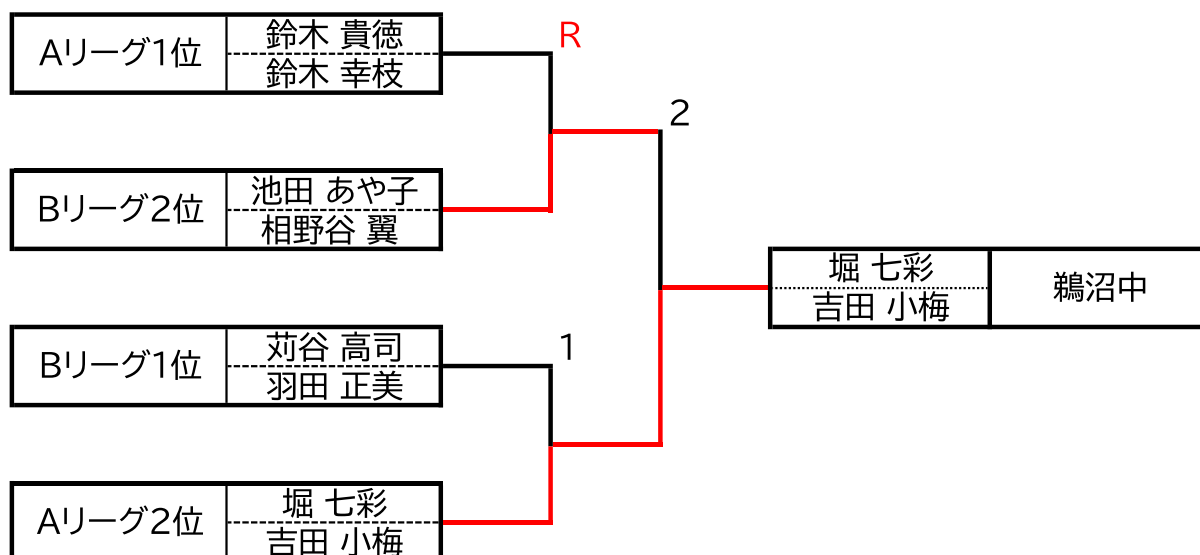 Aリーグ1位
鈴木 貴徳
鈴木 幸枝
R
2
Bリーグ2位
池田 あや子
相野谷 翼
堀 七彩
吉田 小梅
鵜沼中
Bリーグ1位
苅谷 高司
羽田 正美
1
Aリーグ2位
堀 七彩
吉田 小梅